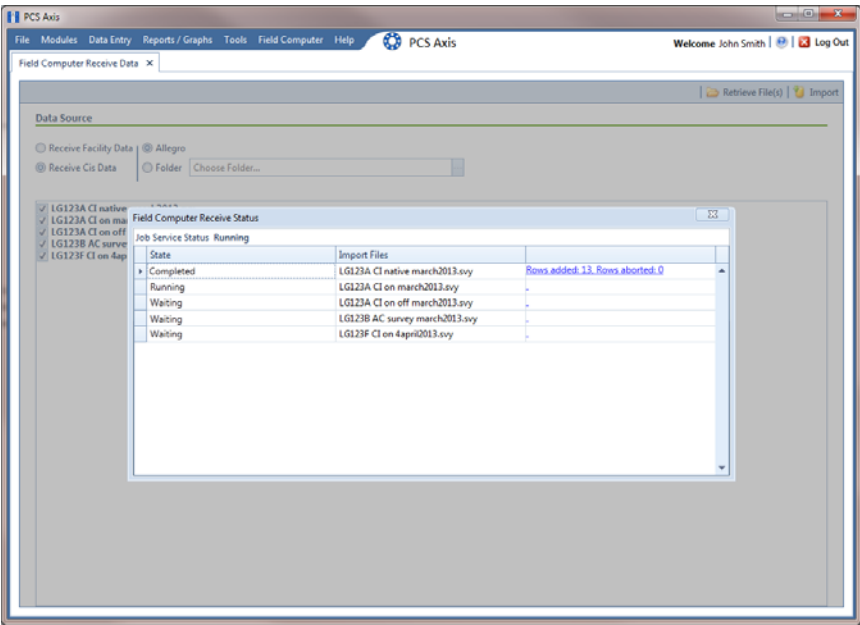 PCS Axis
File Modules Data Entry Reports / Graphs Tools Field Computer Help PCS Axis Welcome John Smith Log Out
Field Computer Receive Data
Retrieve File(s) Import
Data Source
Receive Facility Data Allegro
Receive Cis Data Folder Choose Folder...
LG123A CI native
LG123A CI on mar
LG123A CI on off
LG123B AC surve
LG123F CI on 4ap
Field Computer Receive Status
Job Service Status Running
State Import Files
Completed LG123A CI native march2013.svy Rows added: 13, Rows aborted: 0
Running LG123A CI on march2013.svy .
Waiting LG123A CI on off march2013.svy .
Waiting LG123B AC survey march2013.svy .
Waiting LG123F CI on 4april2013.svy .